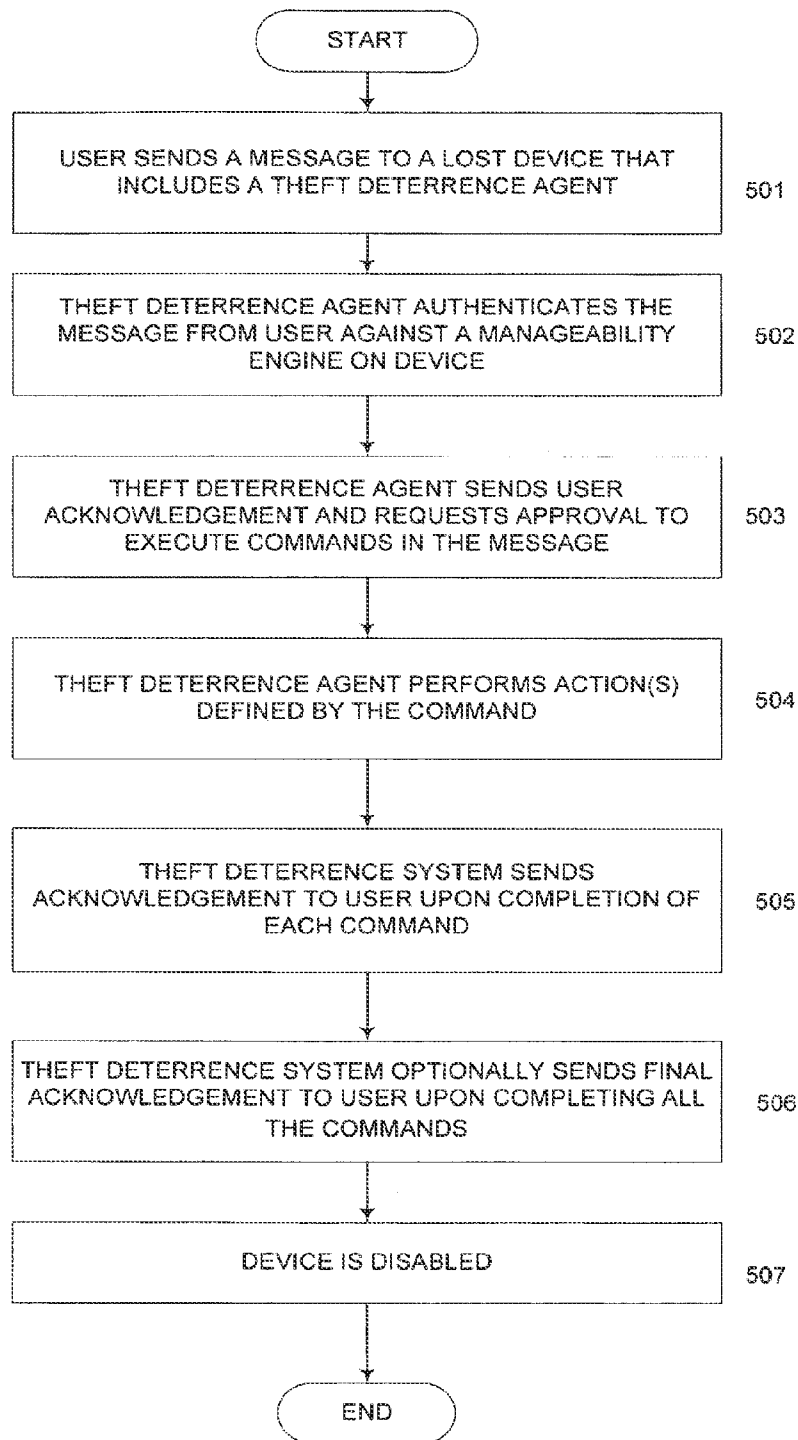 START
USER SENDS A MESSAGE TO A LOST DEVICE THAT
INCLUDES A THEFT DETERRENCE AGENT
501
THEFT DETERRENCE AGENT AUTHENTICATES THE
MESSAGE FROM USER AGAINST A MANAGEABILITY
ENGINE ON DEVICE
502
THEFT DETERRENCE AGENT SENDS USER
ACKNOWLEDGEMENT AND REQUESTS APPROVAL TO
EXECUTE COMMANDS IN THE MESSAGE
503
THEFT DETERRENCE AGENT PERFORMS ACTION(S)
DEFINED BY THE COMMAND
504
THEFT DETERRENCE SYSTEM SENDS
ACKNOWLEDGEMENT TO USER UPON COMPLETION OF
EACH COMMAND
505
THEFT DETERRENCE SYSTEM OPTIONALLY SENDS FINAL
ACKNOWLEDGEMENT TO USER UPON COMPLETING ALL
THE COMMANDS
506
DEVICE IS DISABLED
507
END